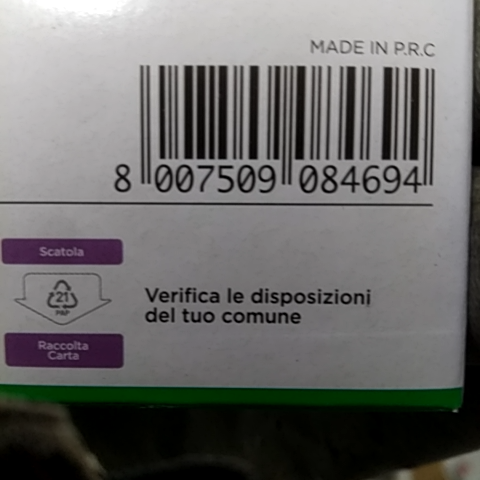 MADE IN P.R.C
8 007509 084694
Scatola
21
PAP
Raccolta
Carta
Verifica le disposizioni
del tuo comune